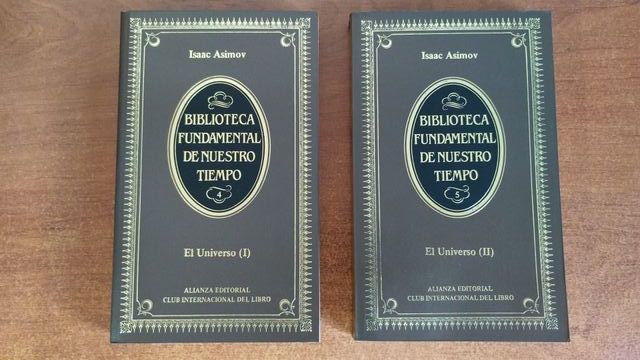 Isaac Asimov
BIBLIOTECA
FUNDAMENTAL
DE NUESTRO
TIEMPO
4
El Universo (I)
ALIANZA EDITORIAL
CLUB INTERNACIONAL DEL LIBRO
Isaac Asimov
BIBLIOTECA
FUNDAMENTAL
DE NUESTRO
TIEMPO
5
El Universo (II)
ALIANZA EDITORIAL
CLUB INTERNACIONAL DEL LIBRO